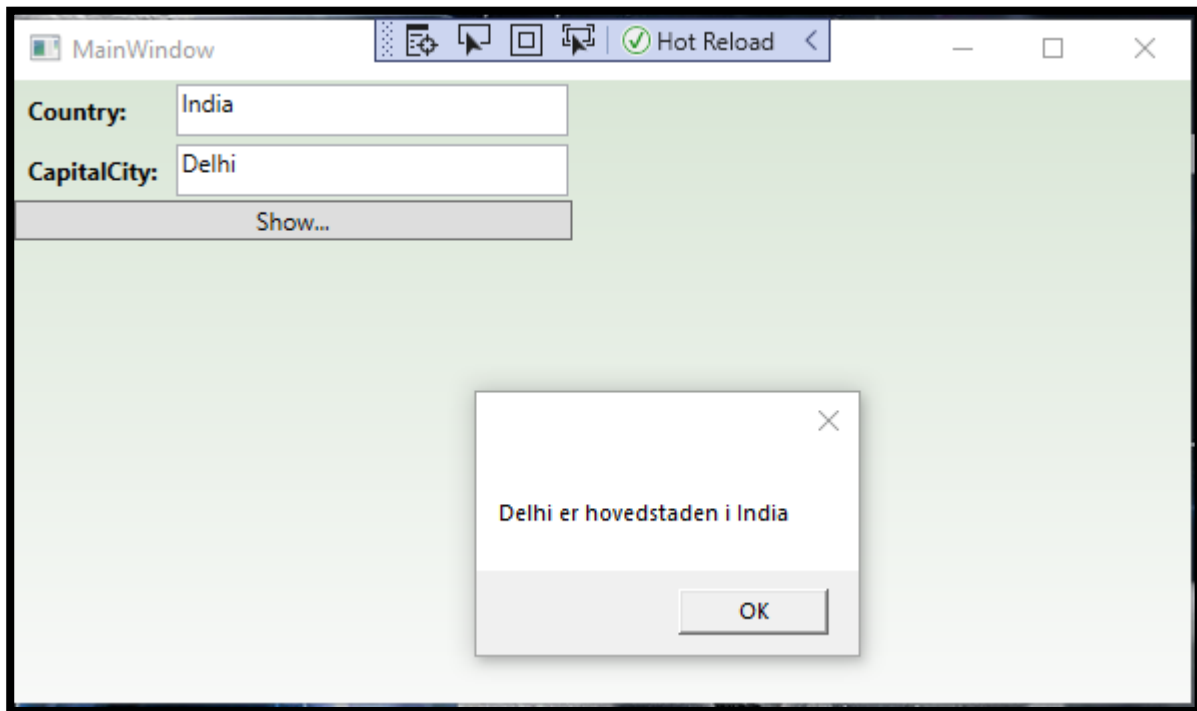 MainWindow
Hot Reload
Country:
India
CapitalCity:
Delhi
Show...
Delhi er hovedstaden i India
OK